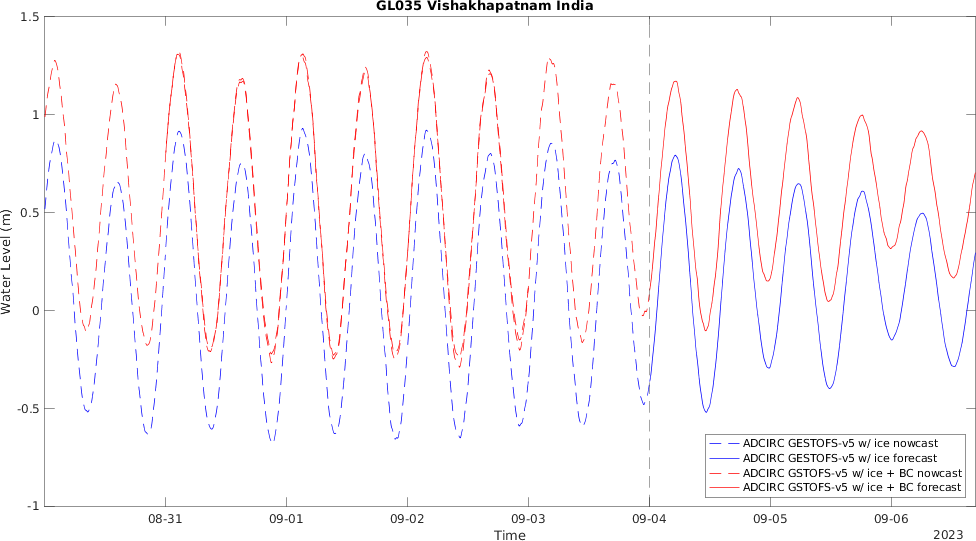 GL035 Vishakhapatnam India
1.5
1
0.5
0
-0.5
-1
Water Level (m)
08-31
09-01
09-02
09-03
09-04
09-05
09-06
Time
2023
ADCIRC GESTOFS-v5 w/ ice nowcast
ADCIRC GESTOFS-v5 w/ ice forecast
ADCIRC GSTOFS-v5 w/ ice + BC nowcast
ADCIRC GSTOFS-v5 w/ ice + BC forecast